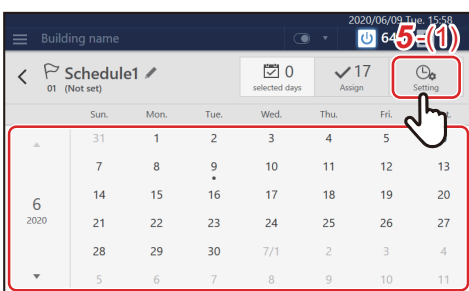 2020/06/09 Tue. 15:58
Building name
64
5-(1)
Schedule1
01 (Not set)
0
selected days
17
Assign
Setting
Sun. Mon. Tue. Wed. Thu. Fri.
31 1 2 3 4 5
7 8 9 10 11 12 13
14 15 16 17 18 19 20
6
2020
21 22 23 24 25 26 27
28 29 30 7/1 2 3 4
5 6 7 8 9 10 11